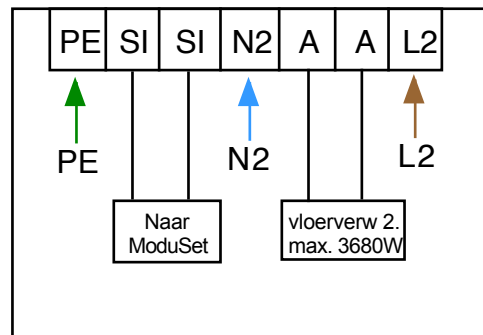 PE SI SI N2 A A L2
PE N2 L2
Naar
ModuSet
vloerverw 2.
max. 3680W